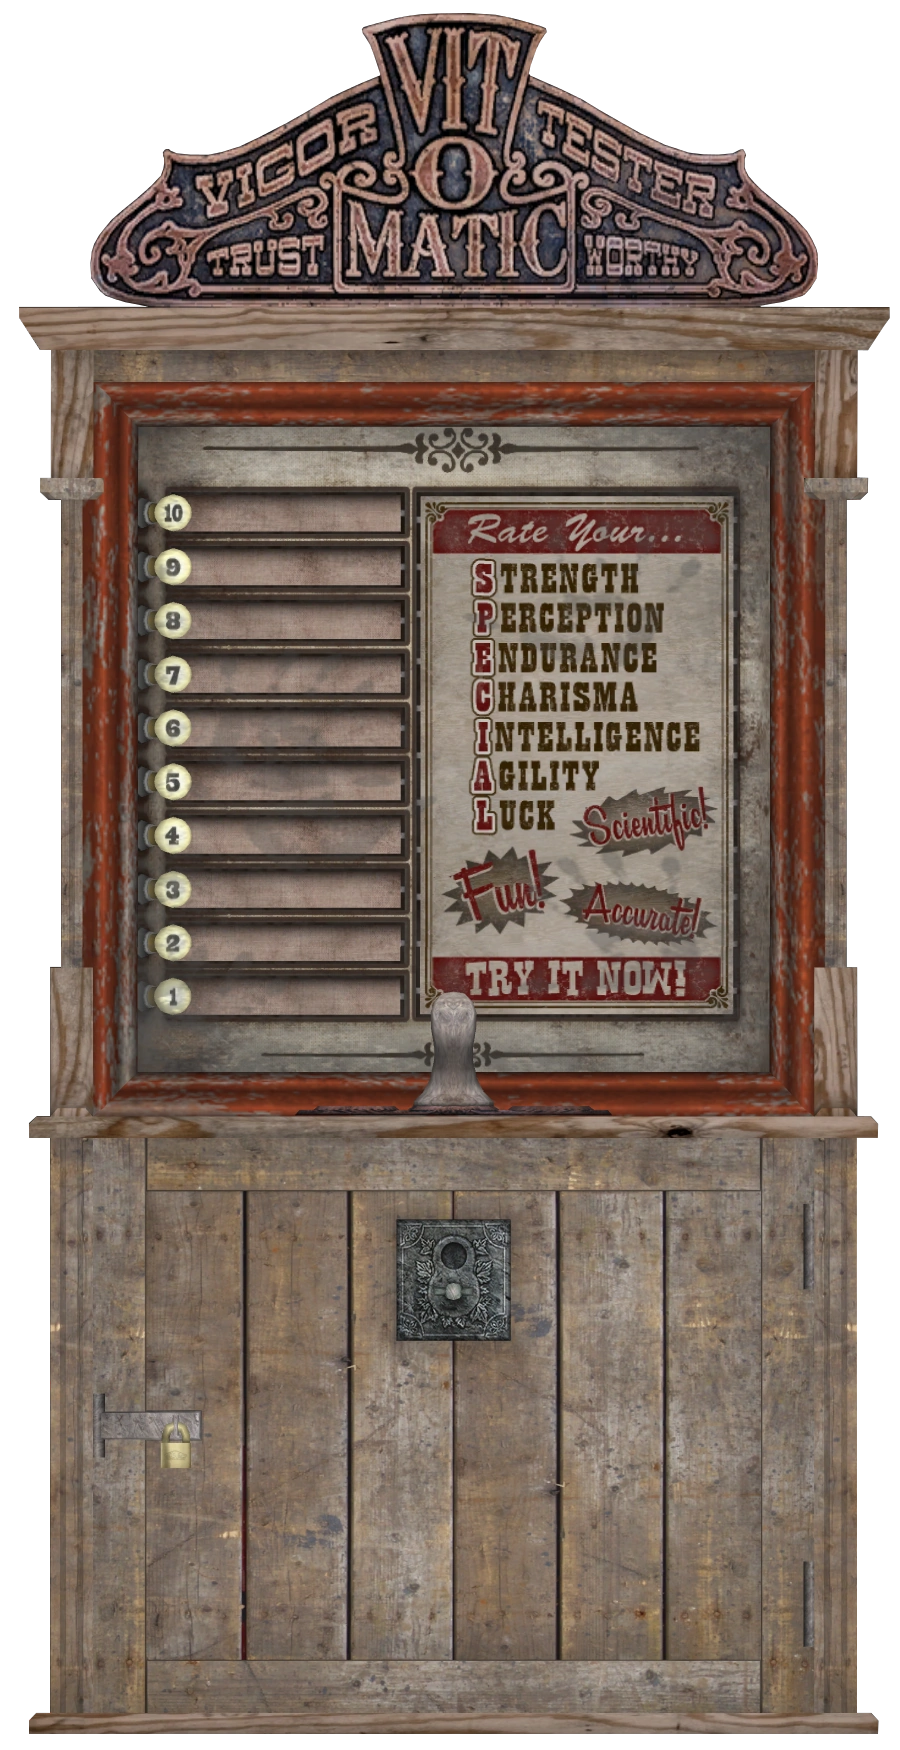 VIT
O
MATIC
VIGOR TESTER
TRUST WORTHY
10
9
8
7
6
5
4
3
2
1
Rate Your...
STRENGTH
PERCEPTION
ENDURANCE
CHARISMA
INTELLIGENCE
AGILITY
LUCK
Scientific!
Fun!
Accurate!
TRY IT NOW!